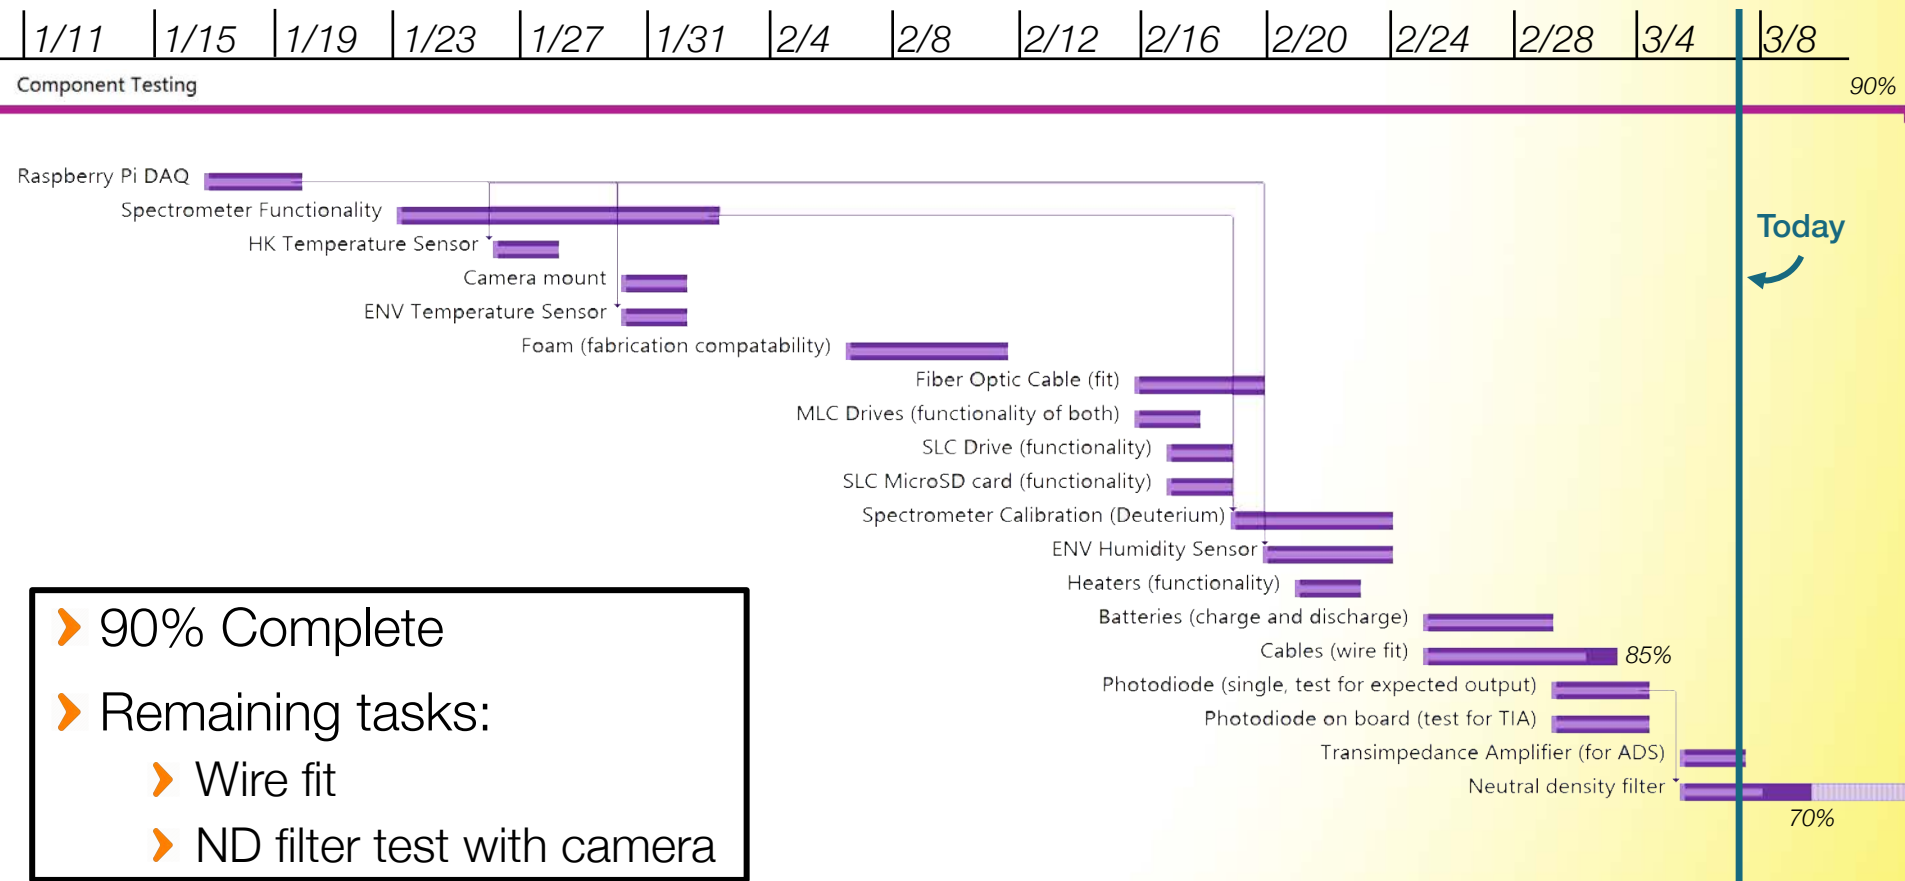 1/11 1/15 1/19 1/23 1/27 1/31 2/4 2/8 2/12 2/16 2/20 2/24 2/28 3/4 3/8
Component Testing 90%
Raspberry Pi DAQ
Spectrometer Functionality
Today
HK Temperature Sensor
Camera mount
ENV Temperature Sensor
Foam (fabrication compatability)
Fiber Optic Cable (fit)
MLC Drives (functionality of both)
SLC Drive (functionality)
SLC MicroSD card (functionality)
Spectrometer Calibration (Deuterium)
ENV Humidity Sensor
Heaters (functionality)
Batteries (charge and discharge)
Cables (wire fit) 85%
Photodiode (single, test for expected output)
Photodiode on board (test for TIA)
Transimpedance Amplifier (for ADS)
Neutral density filter
70%
90% Complete
Remaining tasks:
Wire fit
ND filter test with camera